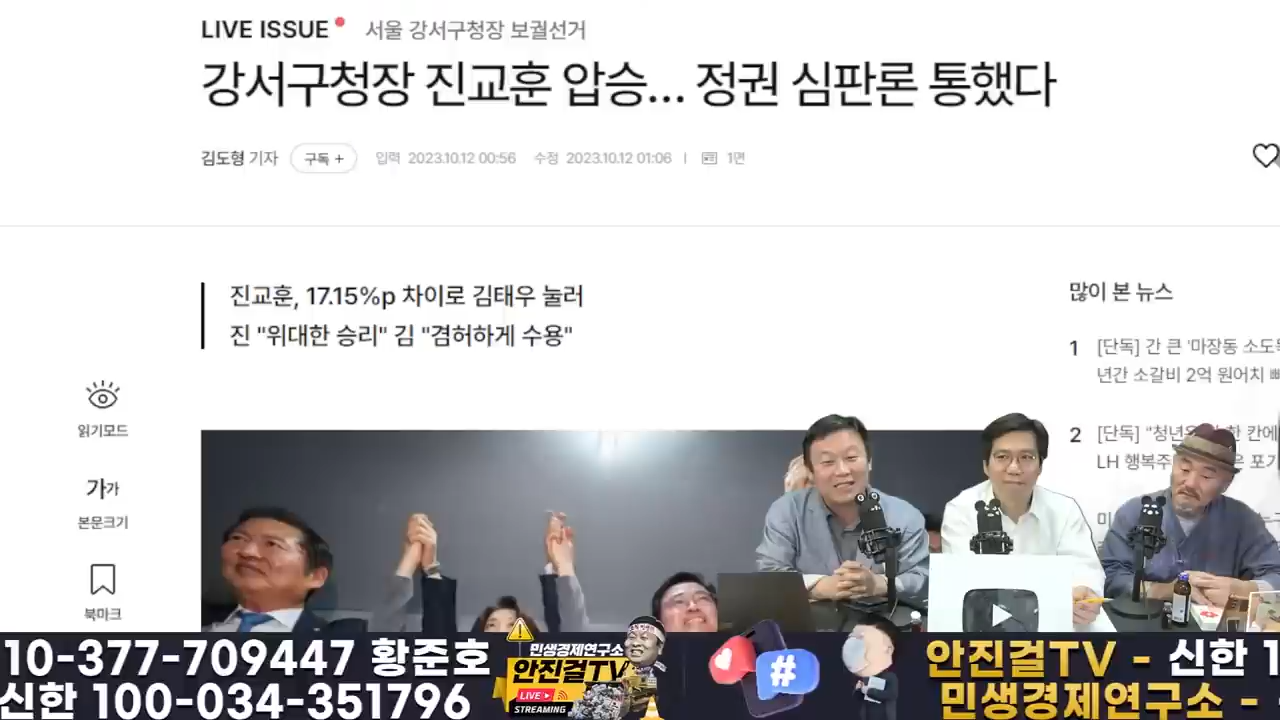 LIVE ISSUE 서울 강서구청장 보궐선거
강서구청장 진교훈 압승... 정권 심판론 통했다
김도형 기자 구독 + 입력 2023.10.12 00:56 수정 2023.10.12 01:06 1면
진교훈, 17.15%p 차이로 김태우 눌러
진 "위대한 승리" 김 "겸허하게 수용"
많이 본 뉴스
1 [단독] 간 큰 '마장동 소도둑
년간 소갈비 2억 원어치
2 [단독] 한 칸에
LH 포기
읽기모드
가가
본문크기
북마크
10-377-709447 황준호
신한 100-034-351796
민생경제연구소
안진걸TV
LIVE
STREAMING
#
안진걸TV - 신한 1
민생경제연구소 -